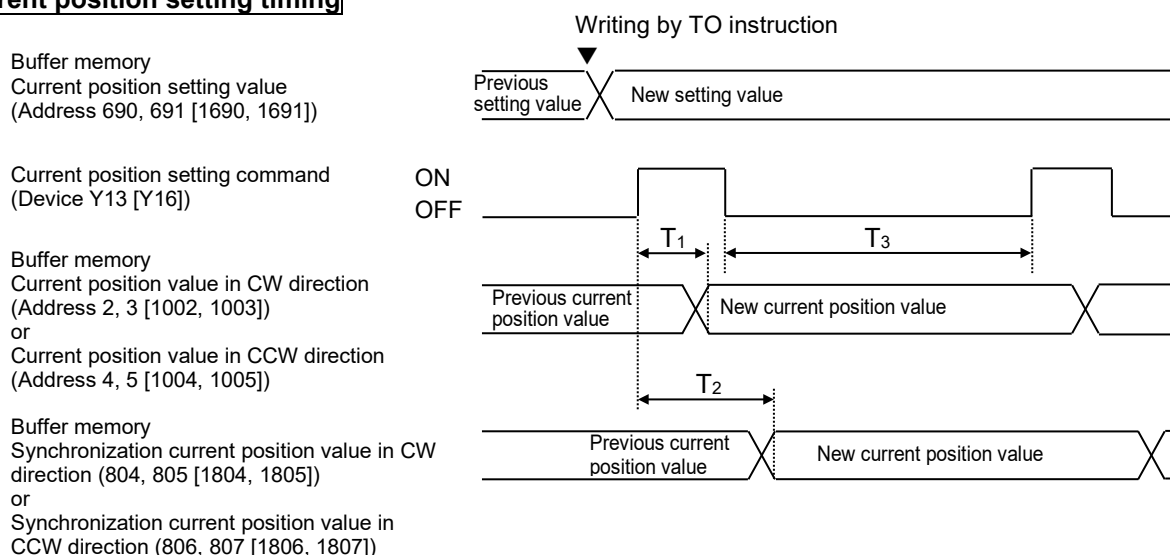 rent position setting timing
Writing by TO instruction
Buffer memory
Current position setting value
(Address 690, 691 [1690, 1691])
Previous
setting value
New setting value
Current position setting command
(Device Y13 [Y16])
ON
OFF
T1
T3
Buffer memory
Current position value in CW direction
(Address 2, 3 [1002, 1003])
or
Current position value in CCW direction
(Address 4, 5 [1004, 1005])
Previous current
position value
New current position value
T2
Buffer memory
Synchronization current position value in CW
direction (804, 805 [1804, 1805])
or
Synchronization current position value in
CCW direction (806, 807 [1806, 1807])
Previous current
position value
New current position value